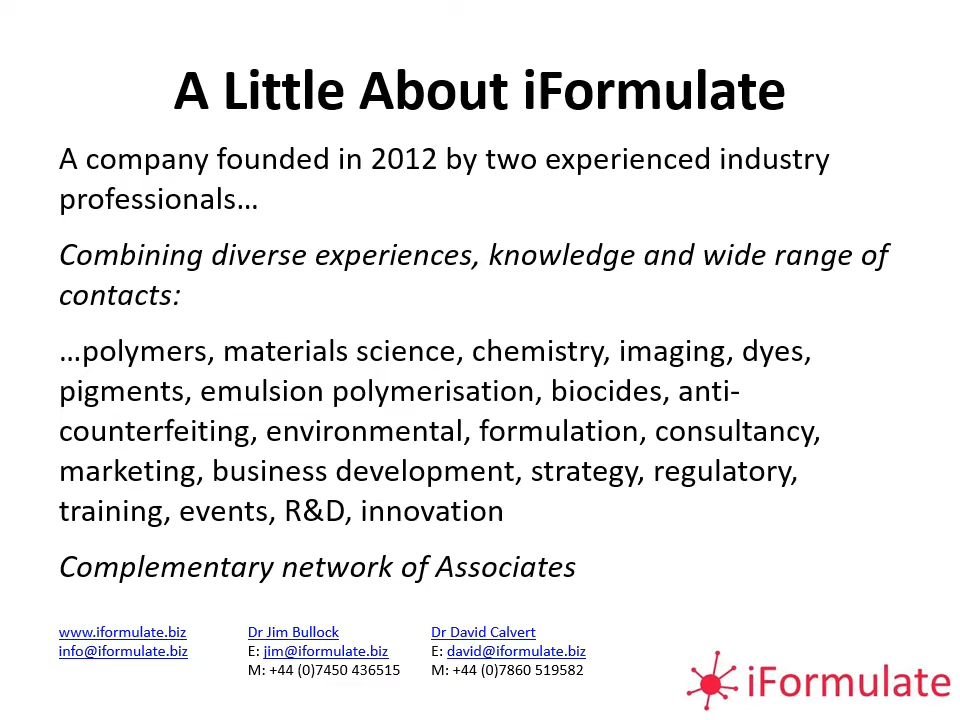 A Little About iFormulate
A company founded in 2012 by two experienced industry
professionals…
Combining diverse experiences, knowledge and wide range of
contacts:
…polymers, materials science, chemistry, imaging, dyes,
pigments, emulsion polymerisation, biocides, anti-
counterfeiting, environmental, formulation, consultancy,
marketing, business development, strategy, regulatory,
training, events, R&D, innovation
Complementary network of Associates
www.iformulate.biz
info@iformulate.biz
Dr Jim Bullock
E: jim@iformulate.biz
M: +44 (0)7450 436515
Dr David Calvert
E: david@iformulate.biz
M: +44 (0)7860 519582
iFormulate